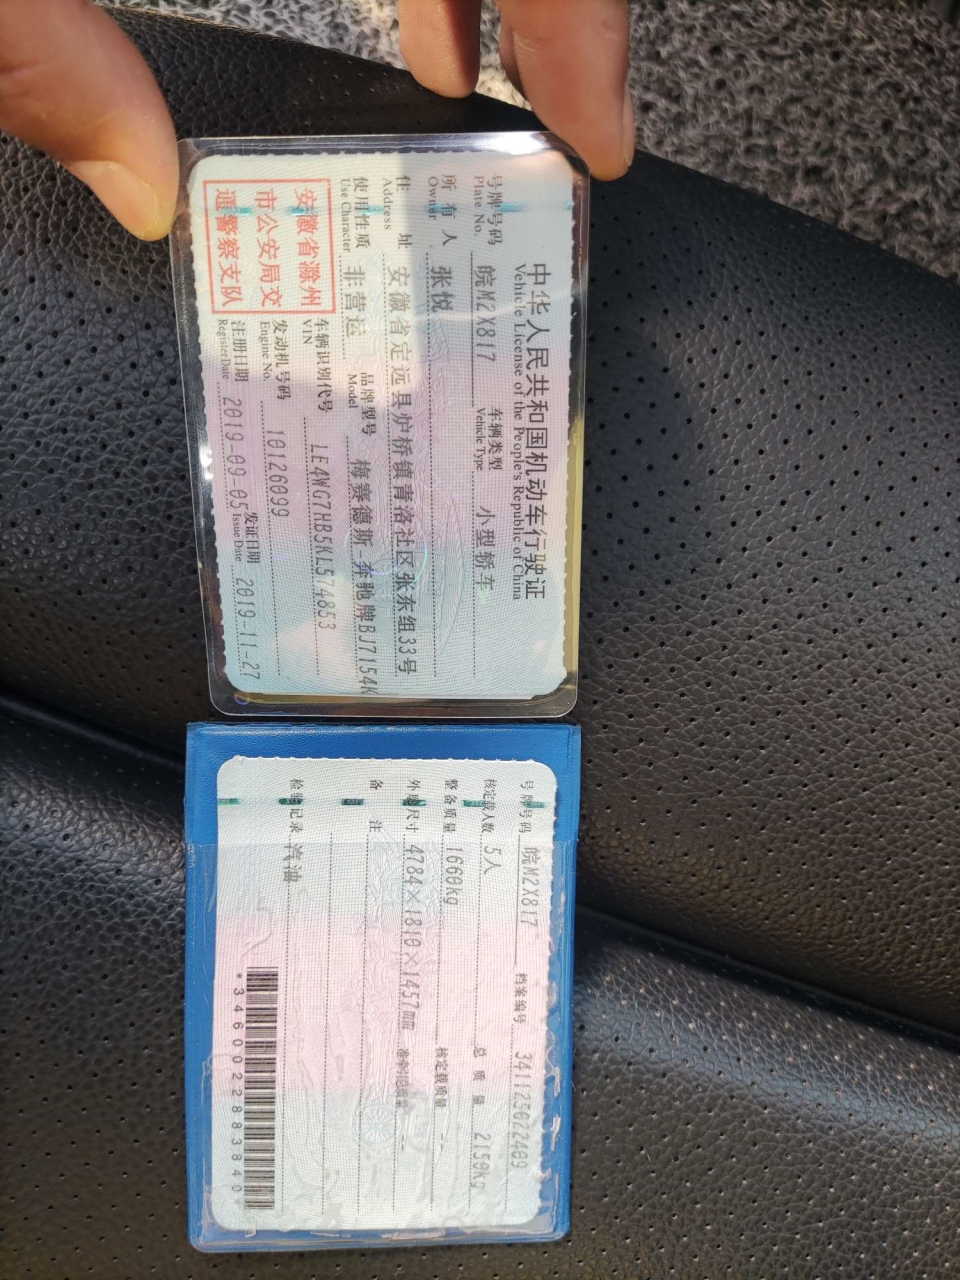 中华人民共和国机动车行驶证
Vehicle License of the People's Republic of China
号牌号码 皖M2X817 车辆类型 小型轿车
Plate No. Vehicle Type
所有人 张悦
Owner
住址 安徽省定远县炉桥镇青洛社区张东组33号
Address
使用性质 非营运 品牌型号 梅赛德斯-奔驰牌BJ7154K
Use Character Model
安徽省滁州
市公安局交
通警察支队
车辆识别代号 LE4WG7HB5KL574853
VIN
发动机号码 10126099
Engine No.
注册日期 2019-09-05 发证日期 2019-11-27
Register Date Issue Date
号牌号码 皖M2X817 档案编号 341125022409
核定载人数 5人 总质量 2150kg
整备质量 1660kg 核定载质量 --
外廓尺寸 4784×1810×1457mm 准牵引总质量 --
备注
检验记录 汽油
*3460022883840*